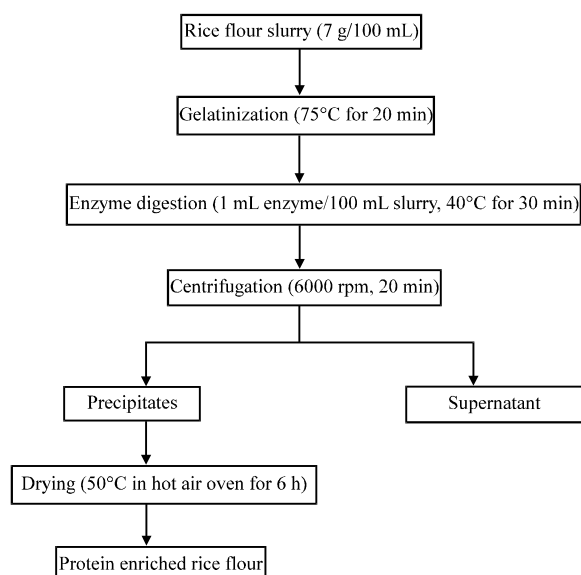 Rice flour slurry (7 g/100 mL)
Gelatinization (75°C for 20 min)
Enzyme digestion (1 mL enzyme/100 mL slurry, 40°C for 30 min)
Centrifugation (6000 rpm, 20 min)
Precipitates
Supernatant
Drying (50°C in hot air oven for 6 h)
Protein enriched rice flour